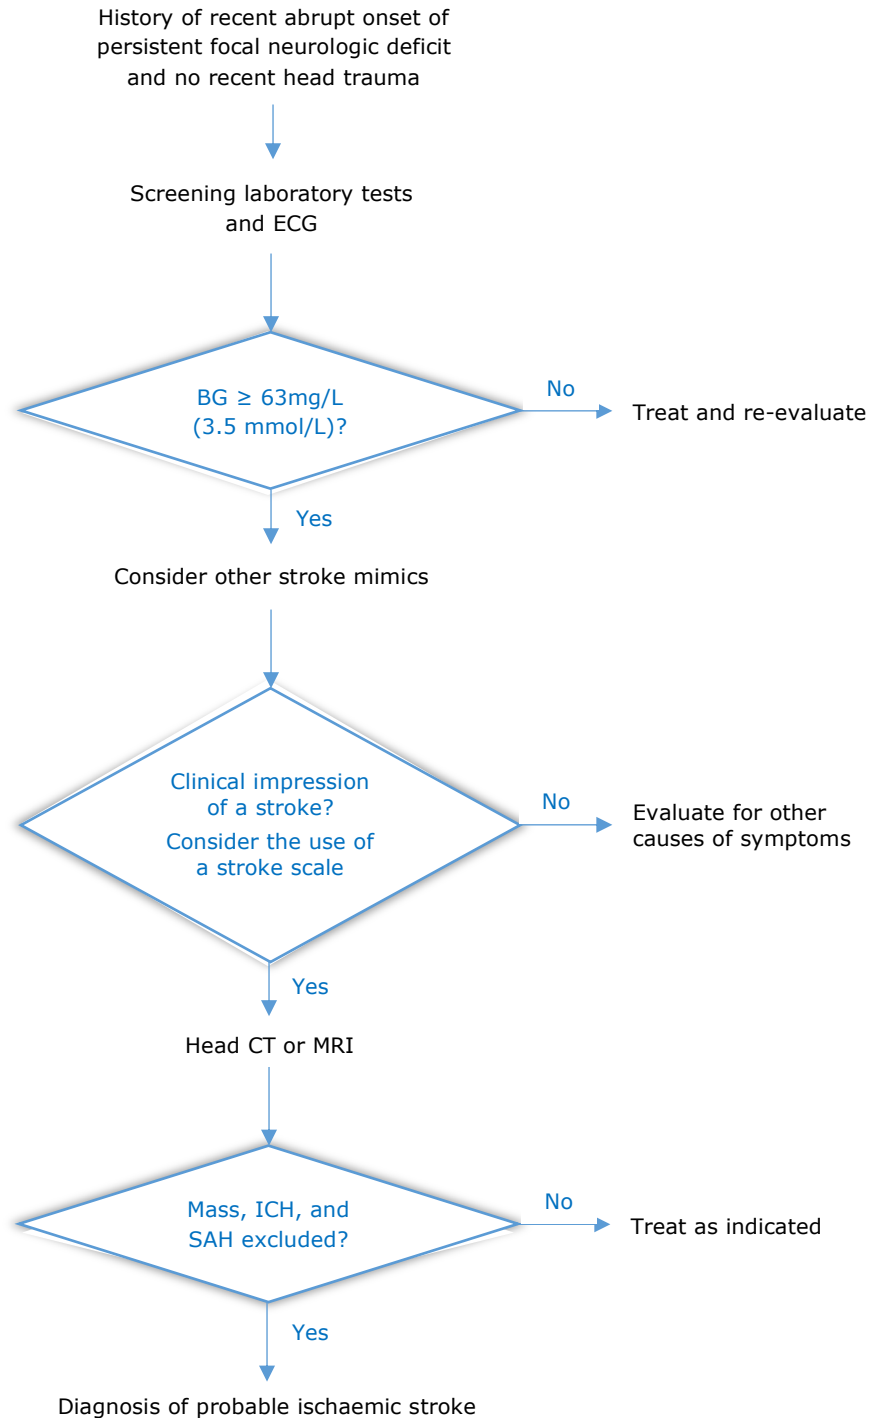 History of recent abrupt onset of
persistent focal neurologic deficit
and no recent head trauma
Screening laboratory tests
and ECG
BG ≥ 63mg/L
(3.5 mmol/L)?
No
Treat and re-evaluate
Yes
Consider other stroke mimics
Clinical impression
of a stroke?
Consider the use of
a stroke scale
No
Evaluate for other
causes of symptoms
Yes
Head CT or MRI
Mass, ICH, and
SAH excluded?
No
Treat as indicated
Yes
Diagnosis of probable ischaemic stroke